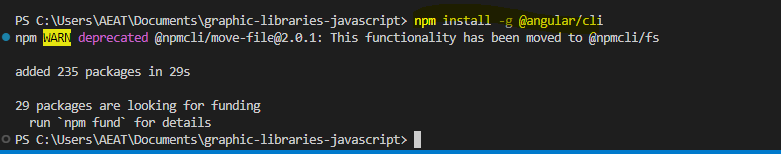 PS C:\Users\AEAT\Documents\graphic-libraries-javascript> npm install -g @angular/cli
npm WARN deprecated @npmcli/move-file@2.0.1: This functionality has been moved to @npmcli/fs
added 235 packages in 29s
29 packages are looking for funding
run `npm fund` for details
PS C:\Users\AEAT\Documents\graphic-libraries-javascript>